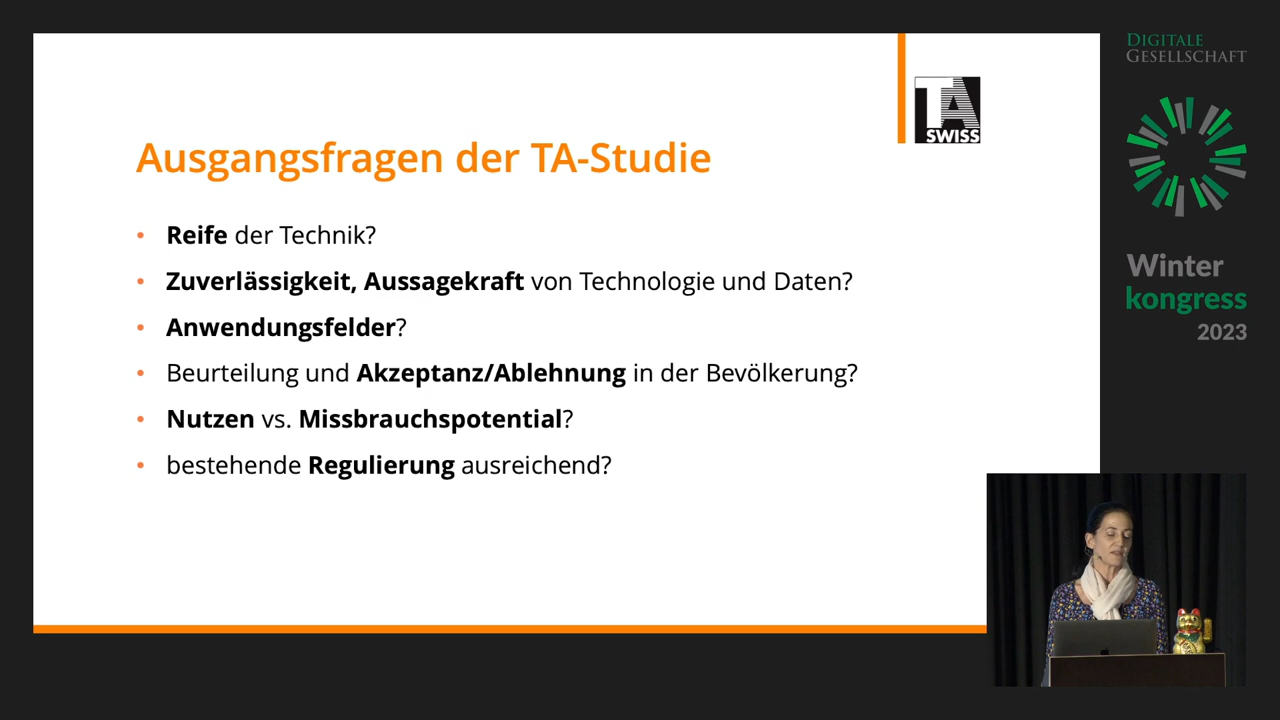 DIGITALE
GESELLSCHAFT
TA
SWISS
Ausgangsfragen der TA-Studie
• Reife der Technik?
• Zuverlässigkeit, Aussagekraft von Technologie und Daten?
• Anwendungsfelder?
• Beurteilung und Akzeptanz/Ablehnung in der Bevölkerung?
• Nutzen vs. Missbrauchspotential?
• bestehende Regulierung ausreichend?
Winter
kongress
2023